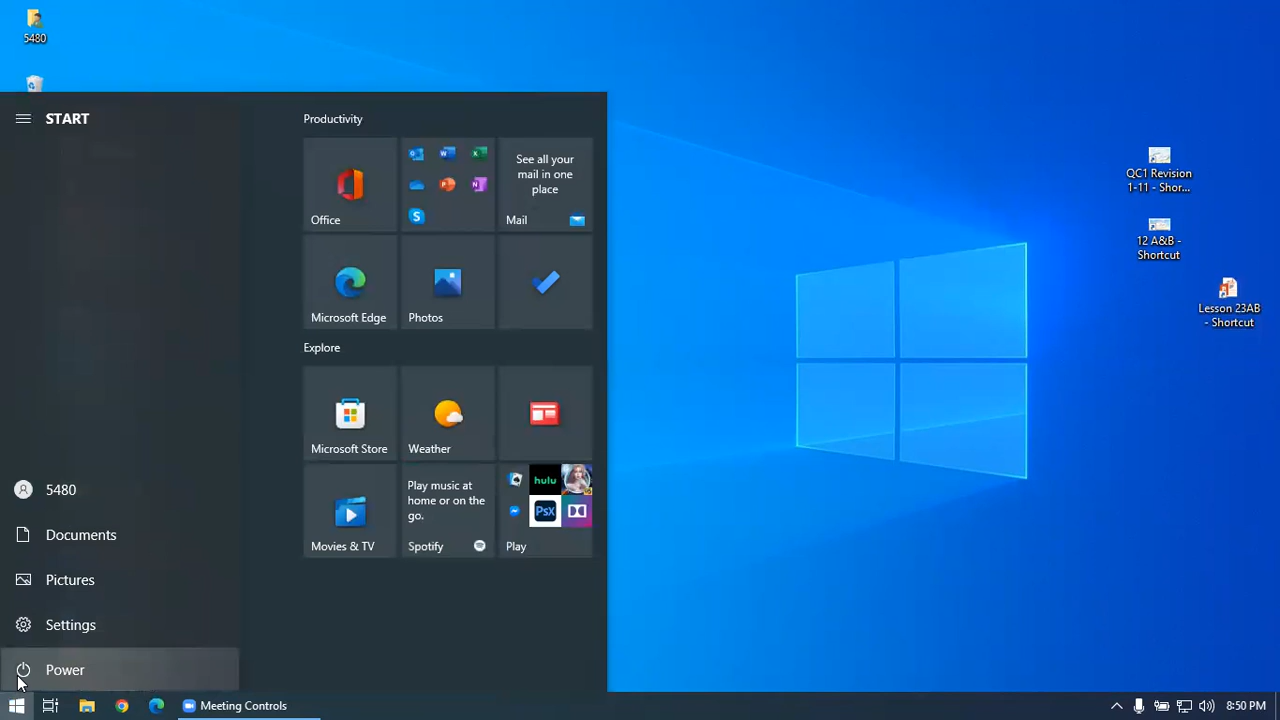 5480
START
Productivity
Office
See all your
mail in one
place
Mail
Microsoft Edge
Photos
Explore
Microsoft Store
Weather
Movies & TV
Play music at
home or on the
go.
Spotify
hulu
PsX
Play
5480
Documents
Pictures
Settings
Power
QC1 Revision
1-11 - Shor...
12 A&B -
Shortcut
Lesson 23AB
- Shortcut
Meeting Controls
8:50 PM